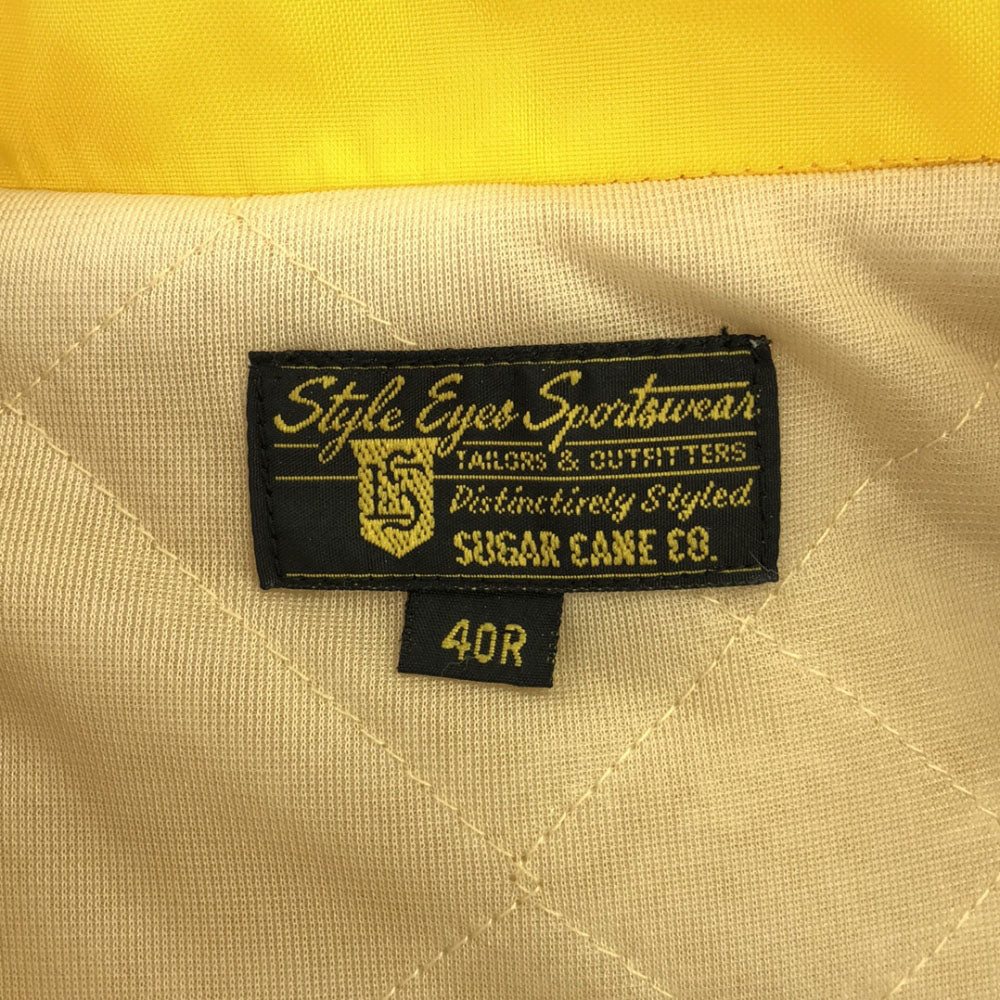 Style Eyes Sportswear
TAILORS & OUTFITTERS
Distinctively Styled
SUGAR CANE CO.
40R